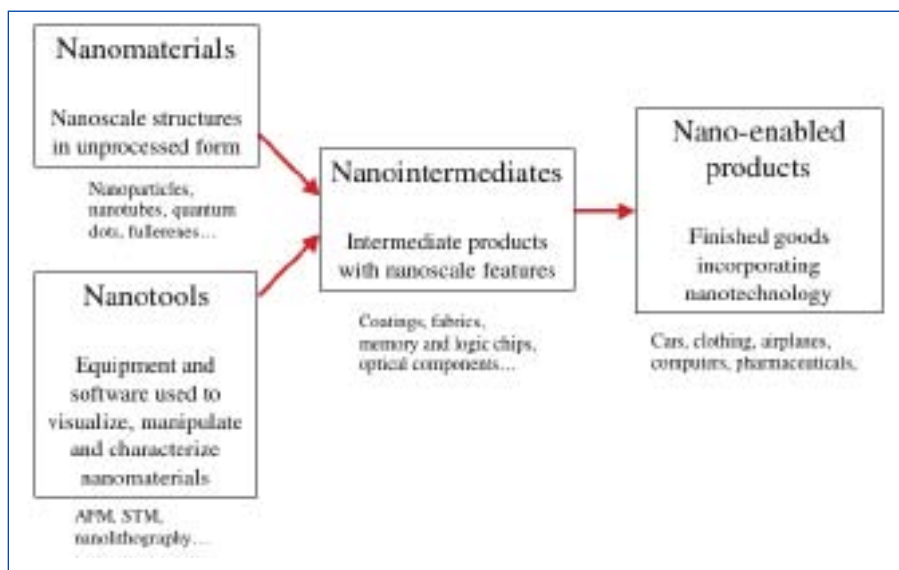 Nanomaterials
Nanoscale structures
in unprocessed form
Nanoparticles,
nanotubes, quantum
dots, fullerenes...
Nanotools
Equipment and
software used to
visualize, manipulate
and characterize
nanomaterials
AFM, STM,
nanolithography...
Nanointermediates
Intermediate products
with nanoscale features
Coatings, fabrics,
memory and logic chips,
optical components...
Nano-enabled
products
Finished goods
incorporating
nanotechnology
Cars, clothing, airplanes,
computers, pharmaceuticals,